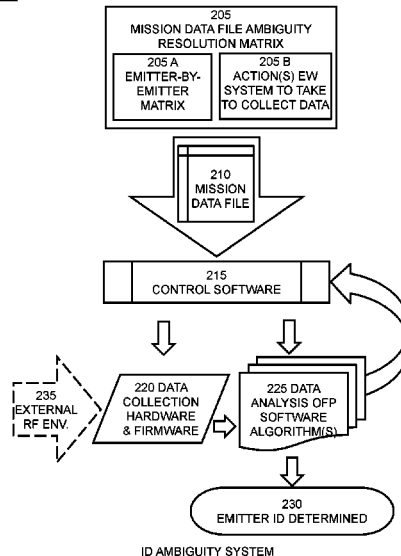 205
MISSION DATA FILE AMBIGUITY
RESOLUTION MATRIX
205 A
EMITTER-BY-
EMITTER
MATRIX
205 B
ACTION(S) EW
SYSTEM TO TAKE
TO COLLECT DATA
210
MISSION
DATA FILE
215
CONTROL SOFTWARE
235
EXTERNAL
RF ENV.
220 DATA
COLLECTION
HARDWARE
& FIRMWARE
225 DATA
ANALYSIS OFP
SOFTWARE
ALGORITHM(S)
230
EMITTER ID DETERMINED
ID AMBIGUITY SYSTEM